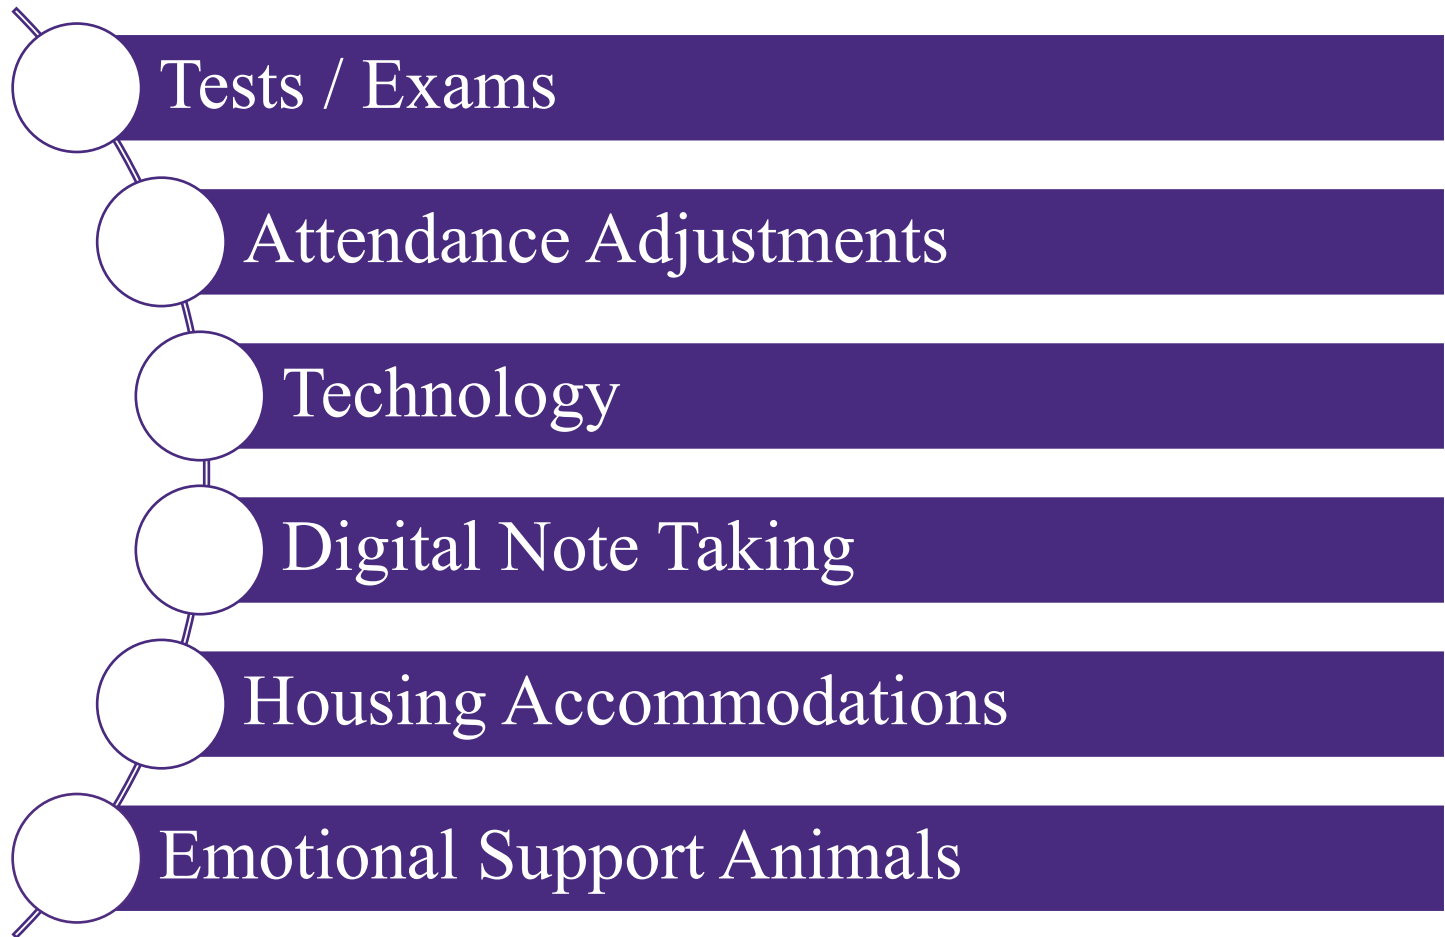 Tests / Exams
Attendance Adjustments
Technology
Digital Note Taking
Housing Accommodations
Emotional Support Animals